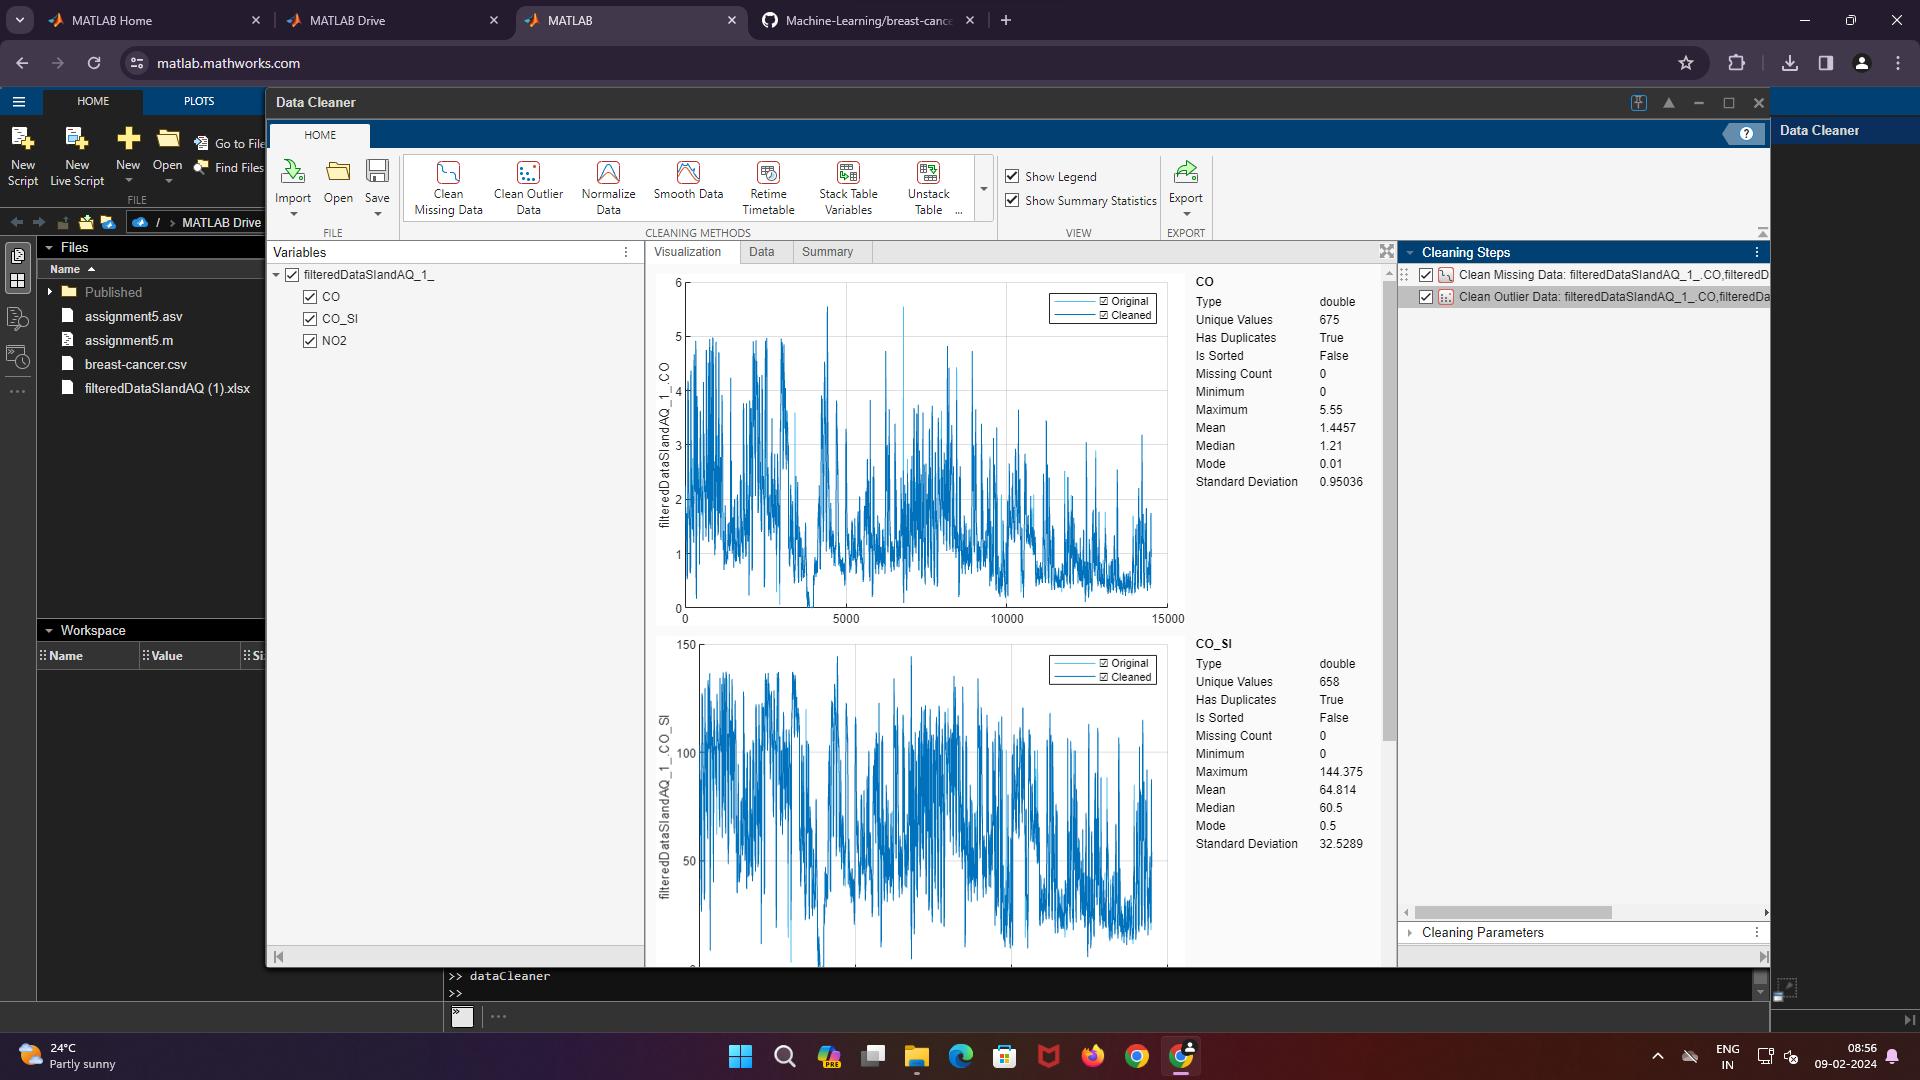 MATLAB Home
MATLAB Drive
MATLAB
Machine-Learning/breast-cance
matlab.mathworks.com
HOME
PLOTS
New Script
New Live Script
New
Open
Go to File
Find Files
FILE
/ > MATLAB Drive
Files
Name
Published
assignment5.asv
assignment5.m
breast-cancer.csv
filteredDataSIandAQ (1).xlsx
Workspace
Name
Value
Si
Data Cleaner
HOME
?
Import
Open
Save
FILE
Clean Missing Data
Clean Outlier Data
Normalize Data
Smooth Data
Retime Timetable
Stack Table Variables
Unstack Table ...
CLEANING METHODS
Show Legend
Show Summary Statistics
VIEW
Export
EXPORT
Variables
filteredDataSIandAQ_1_
CO
CO_SI
NO2
Visualization
Data
Summary
filteredDataSIandAQ_1_.CO
6
5
4
3
2
1
0
0
5000
10000
15000
Original
Cleaned
CO
Type double
Unique Values 675
Has Duplicates True
Is Sorted False
Missing Count 0
Minimum 0
Maximum 5.55
Mean 1.4457
Median 1.21
Mode 0.01
Standard Deviation 0.95036
filteredDataSIandAQ_1_.CO_SI
150
100
50
Original
Cleaned
CO_SI
Type double
Unique Values 658
Has Duplicates True
Is Sorted False
Missing Count 0
Minimum 0
Maximum 144.375
Mean 64.814
Median 60.5
Mode 0.5
Standard Deviation 32.5289
Cleaning Steps
Clean Missing Data: filteredDataSIandAQ_1_.CO,filteredD
Clean Outlier Data: filteredDataSIandAQ_1_.CO,filteredDa
Cleaning Parameters
Data Cleaner
>> dataCleaner
>>
24°C
Partly sunny
PRE
ENG
IN
08:56
09-02-2024